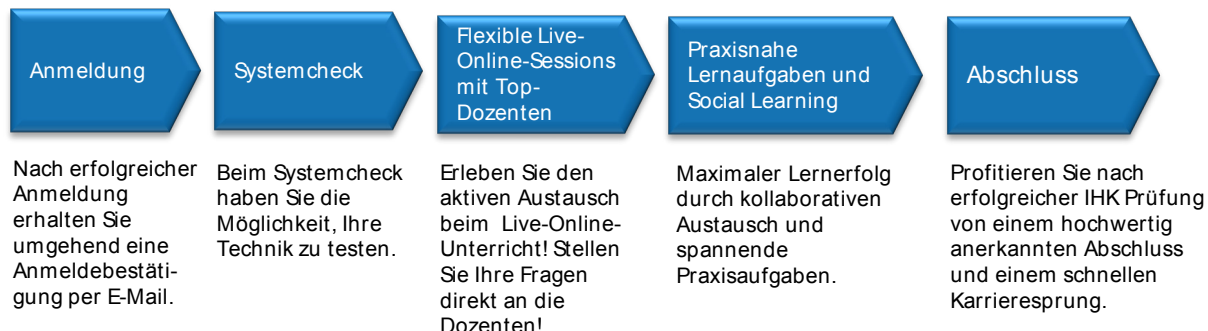 Anmeldung
Nach erfolgreicher
Anmeldung
erhalten Sie
umgehend eine
Anmeldebestäti-
gung per E-Mail.
Systemcheck
Beim Systemcheck
haben Sie die
Möglichkeit, Ihre
Technik zu testen.
Flexible Live-
Online-Sessions
mit Top-
Dozenten
Erleben Sie den
aktiven Austausch
beim Live-Online-
Unterricht! Stellen
Sie Ihre Fragen
direkt an die
Dozenten!
Praxisnahe
Lernaufgaben und
Social Learning
Maximaler Lernerfolg
durch kollaborativen
Austausch und
spannende
Praxisaufgaben.
Abschluss
Profitieren Sie nach
erfolgreicher IHK Prüfung
von einem hochwertig
anerkannten Abschluss
und einem schnellen
Karrieresprung.